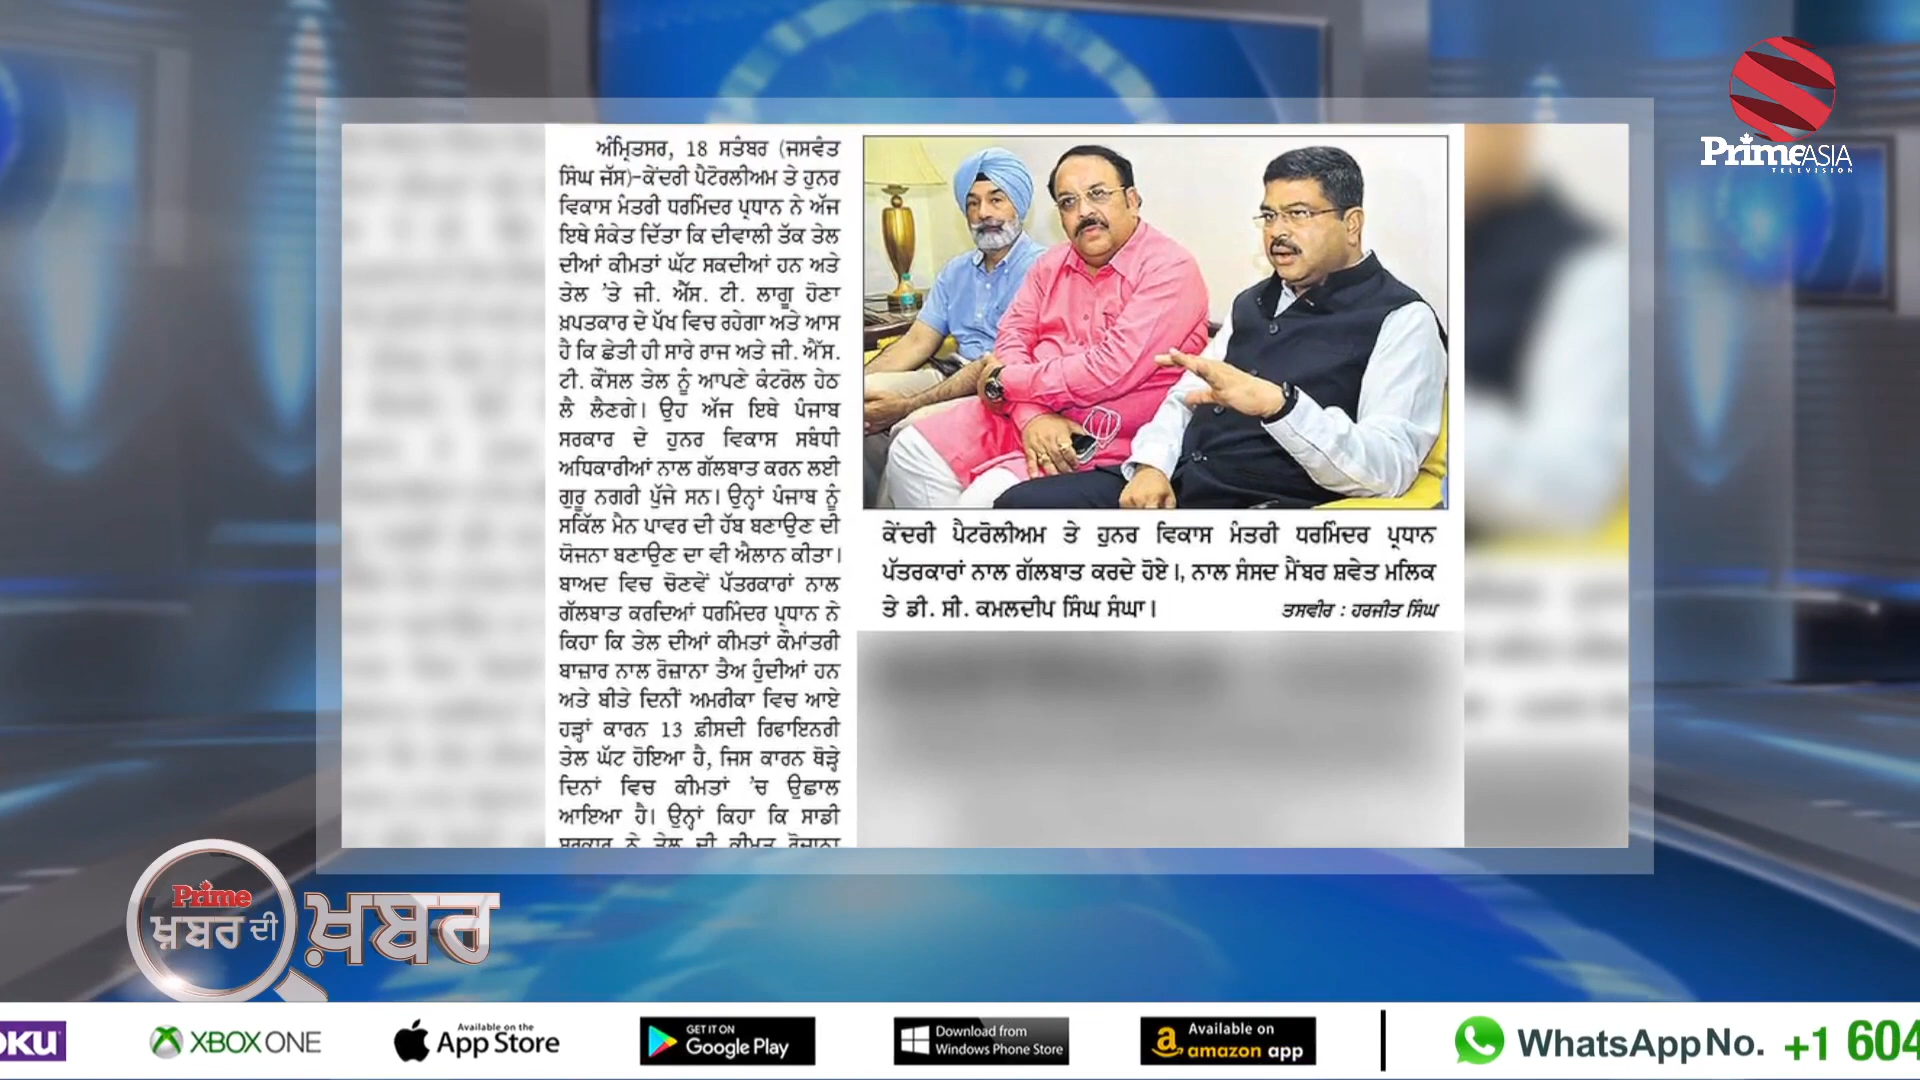 Prime ASIA
TELEVISION
ਅੰਮ੍ਰਿਤਸਰ, 18 ਸਤੰਬਰ (ਜਸਵੰਤ
ਸਿੰਘ ਜੱਸ)-ਕੇਂਦਰੀ ਪੈਟੋਰਲੀਅਮ ਤੇ ਹੁਨਰ
ਵਿਕਾਸ ਮੰਤਰੀ ਧਰਮਿੰਦਰ ਪ੍ਰਧਾਨ ਨੇ ਅੱਜ
ਇਥੇ ਸੰਕੇਤ ਦਿੱਤਾ ਕਿ ਦੀਵਾਲੀ ਤੱਕ ਤੇਲ
ਦੀਆਂ ਕੀਮਤਾਂ ਘੱਟ ਸਕਦੀਆਂ ਹਨ ਅਤੇ
ਤੇਲ 'ਤੇ ਜੀ. ਐੱਸ. ਟੀ. ਲਾਗੂ ਹੋਣਾ
ਖ਼ਪਤਕਾਰ ਦੇ ਪੱਖ ਵਿਚ ਰਹੇਗਾ ਅਤੇ ਆਸ
ਹੈ ਕਿ ਛੇਤੀ ਹੀ ਸਾਰੇ ਰਾਜ ਅਤੇ ਜੀ. ਐੱਸ.
ਟੀ. ਕੌਂਸਲ ਤੇਲ ਨੂੰ ਆਪਣੇ ਕੰਟਰੋਲ ਹੇਠ
ਲੈ ਲੈਣਗੇ। ਉਹ ਅੱਜ ਇਥੇ ਪੰਜਾਬ
ਸਰਕਾਰ ਦੇ ਹੁਨਰ ਵਿਕਾਸ ਸਬੰਧੀ
ਅਧਿਕਾਰੀਆਂ ਨਾਲ ਗੱਲਬਾਤ ਕਰਨ ਲਈ
ਗੁਰੂ ਨਗਰੀ ਪੁੱਜੇ ਸਨ। ਉਨ੍ਹਾਂ ਪੰਜਾਬ ਨੂੰ
ਸਕਿੱਲ ਮੈਨ ਪਾਵਰ ਦੀ ਹੱਬ ਬਣਾਉਣ ਦੀ
ਯੋਜਨਾ ਬਣਾਉਣ ਦਾ ਵੀ ਐਲਾਨ ਕੀਤਾ।
ਬਾਅਦ ਵਿਚ ਚੋਣਵੇਂ ਪੱਤਰਕਾਰਾਂ ਨਾਲ
ਗੱਲਬਾਤ ਕਰਦਿਆਂ ਧਰਮਿੰਦਰ ਪ੍ਰਧਾਨ ਨੇ
ਕਿਹਾ ਕਿ ਤੇਲ ਦੀਆਂ ਕੀਮਤਾਂ ਕੌਮਾਂਤਰੀ
ਬਾਜ਼ਾਰ ਨਾਲ ਰੋਜ਼ਾਨਾ ਤੈਅ ਹੁੰਦੀਆਂ ਹਨ
ਅਤੇ ਬੀਤੇ ਦਿਨੀਂ ਅਮਰੀਕਾ ਵਿਚ ਆਏ
ਹੜ੍ਹਾਂ ਕਾਰਨ 13 ਫ਼ੀਸਦੀ ਰਿਫਾਇਨਰੀ
ਤੇਲ ਘੱਟ ਹੋਇਆ ਹੈ, ਜਿਸ ਕਾਰਨ ਥੋੜ੍ਹੇ
ਦਿਨਾਂ ਵਿਚ ਕੀਮਤਾਂ 'ਚ ਉਛਾਲ
ਆਇਆ ਹੈ। ਉਨ੍ਹਾਂ ਕਿਹਾ ਕਿ ਸਾਡੀ
ਸਰਕਾਰ ਨੇ ਤੇਲ ਦੀ ਕੀਮਤ ਰੋਜ਼ਾਨਾ
ਕੇਂਦਰੀ ਪੈਟਰੋਲੀਅਮ ਤੇ ਹੁਨਰ ਵਿਕਾਸ ਮੰਤਰੀ ਧਰਮਿੰਦਰ ਪ੍ਰਧਾਨ
ਪੱਤਰਕਾਰਾਂ ਨਾਲ ਗੱਲਬਾਤ ਕਰਦੇ ਹੋਏ।, ਨਾਲ ਸੰਸਦ ਮੈਂਬਰ ਸ਼ਵੇਤ ਮਲਿਕ
ਤੇ ਡੀ. ਸੀ. ਕਮਲਦੀਪ ਸਿੰਘ ਸੰਘਾ।
ਤਸਵੀਰ : ਹਰਜੀਤ ਸਿੰਘ
Prime
ਖ਼ਬਰ ਦੀ ਖ਼ਬਰ
OKU
XBOX ONE
Available on the
App Store
GET IT ON
Google Play
Download from
Windows Phone Store
Available on
amazon app
WhatsApp No. +1 604